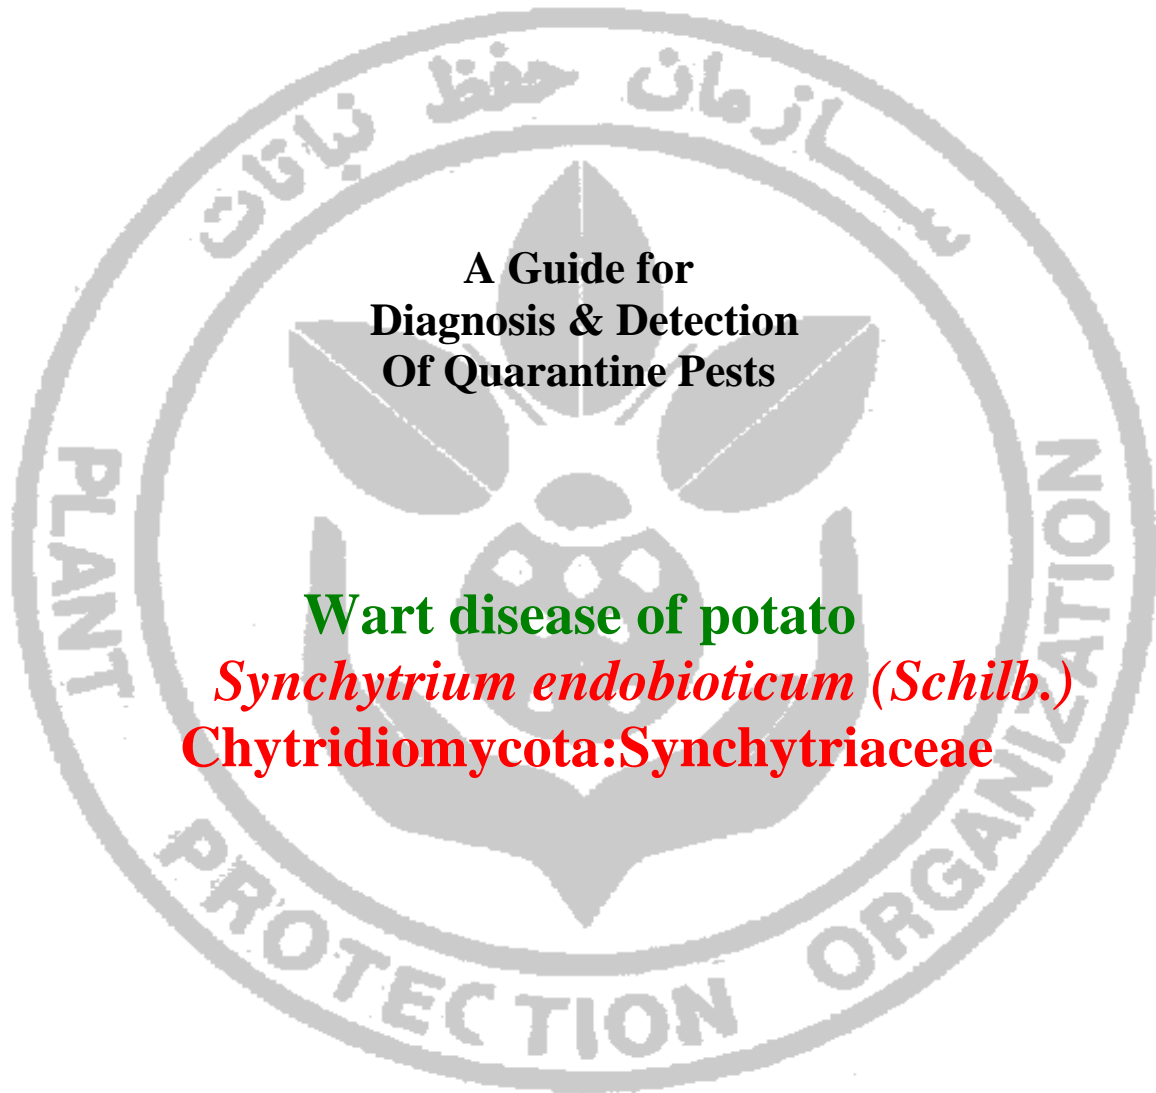 سازمان حفظ نباتات
A Guide for
Diagnosis & Detection
Of Quarantine Pests
Wart disease of potato
Synchytrium endobioticum (Schilb.)
Chytridiomycota:Synchytriaceae
PLANT PROTECTION ORGANIZATION